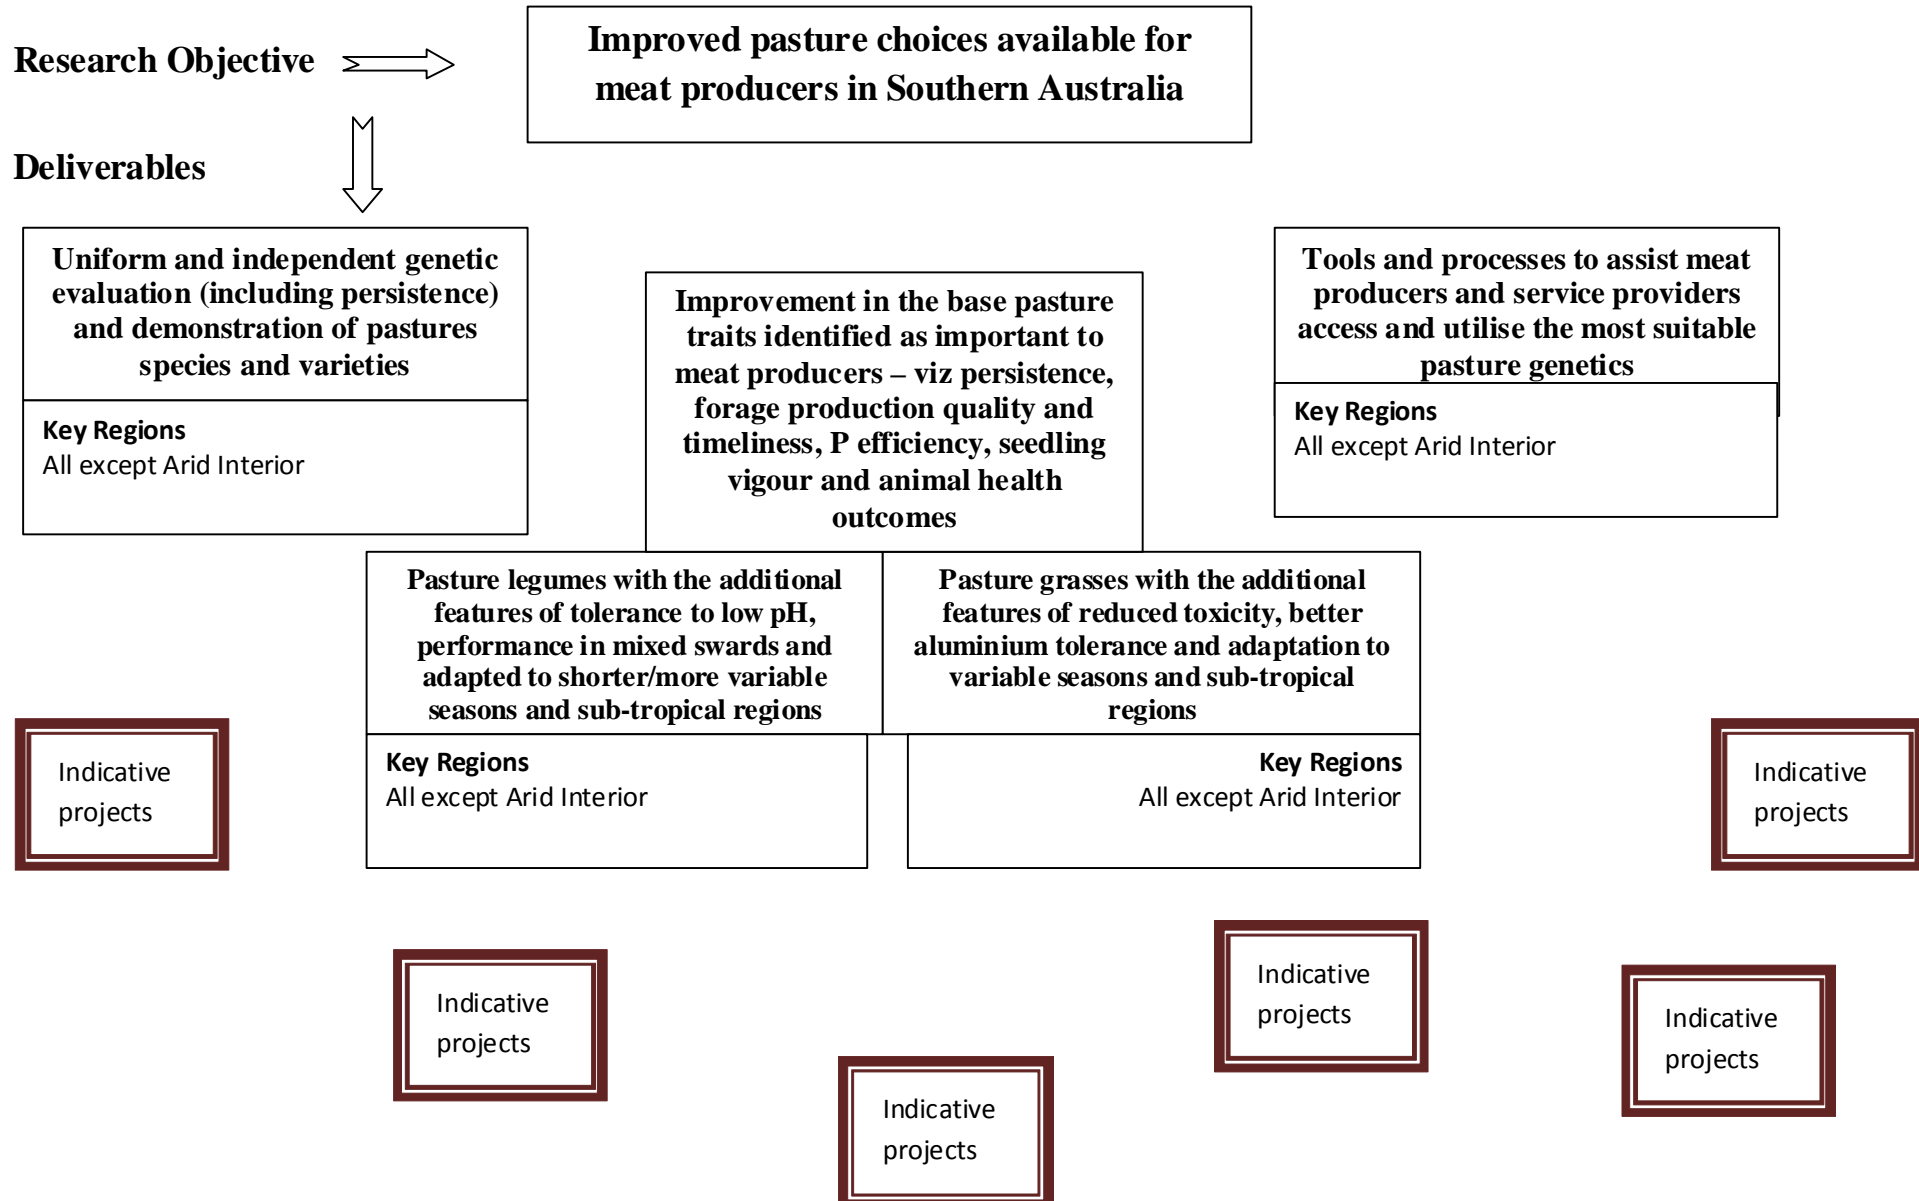 Research Objective
Improved pasture choices available for
meat producers in Southern Australia
Deliverables
Uniform and independent genetic
evaluation (including persistence)
and demonstration of pastures
species and varieties
Key Regions
All except Arid Interior
Improvement in the base pasture
traits identified as important to
meat producers – viz persistence,
forage production quality and
timeliness, P efficiency, seedling
vigour and animal health
outcomes
Tools and processes to assist meat
producers and service providers
access and utilise the most suitable
pasture genetics
Key Regions
All except Arid Interior
Pasture legumes with the additional
features of tolerance to low pH,
performance in mixed swards and
adapted to shorter/more variable
seasons and sub-tropical regions
Key Regions
All except Arid Interior
Pasture grasses with the additional
features of reduced toxicity, better
aluminium tolerance and adaptation to
variable seasons and sub-tropical
regions
Key Regions
All except Arid Interior
Indicative
projects
Indicative
projects
Indicative
projects
Indicative
projects
Indicative
projects
Indicative
projects